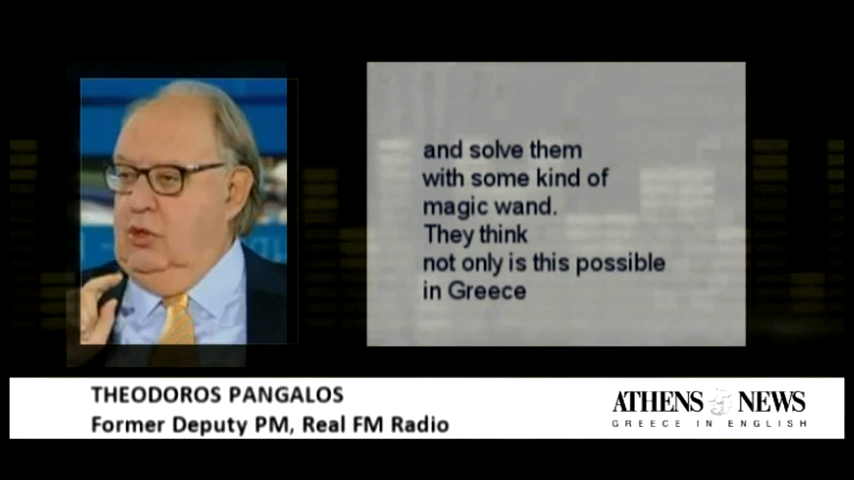 and solve them
with some kind of
magic wand.
They think
not only is this possible
in Greece
THEODOROS PANGALOS
Former Deputy PM, Real FM Radio
ATHENS NEWS
GREECE IN ENGLISH